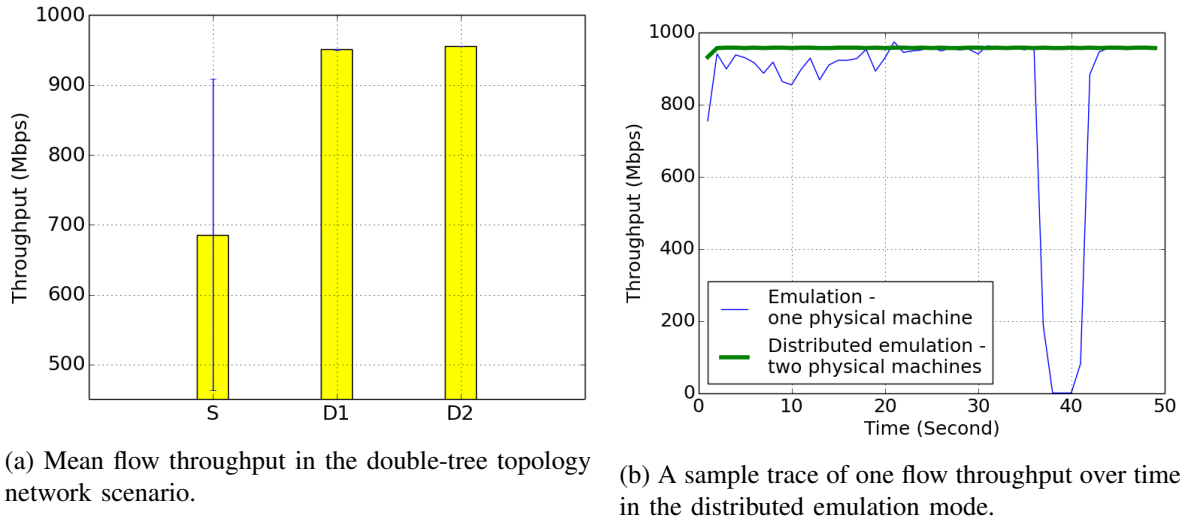 1000
900
800
700
600
500
Throughput (Mbps)
S D1 D2
(a) Mean flow throughput in the double-tree topology
network scenario.
1000
800
600
400
200
0
Throughput (Mbps)
Emulation -
one physical machine
Distributed emulation -
two physical machines
0 10 20 30 40 50
Time (Second)
(b) A sample trace of one flow throughput over time
in the distributed emulation mode.